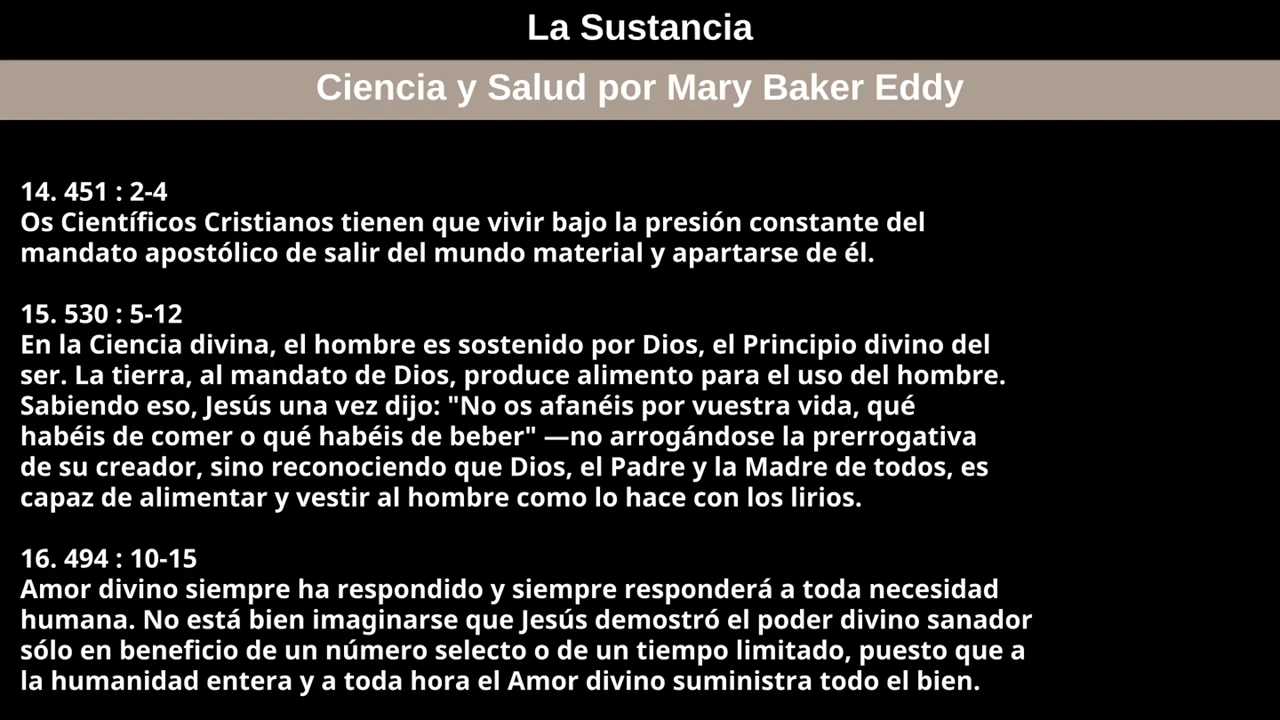 La Sustancia
Ciencia y Salud por Mary Baker Eddy
14. 451 : 2-4
Os Científicos Cristianos tienen que vivir bajo la presión constante del
mandato apostólico de salir del mundo material y apartarse de él.
15. 530 : 5-12
En la Ciencia divina, el hombre es sostenido por Dios, el Principio divino del
ser. La tierra, al mandato de Dios, produce alimento para el uso del hombre.
Sabiendo eso, Jesús una vez dijo: "No os afanéis por vuestra vida, qué
habéis de comer o qué habéis de beber" —no arrogándose la prerrogativa
de su creador, sino reconociendo que Dios, el Padre y la Madre de todos, es
capaz de alimentar y vestir al hombre como lo hace con los lirios.
16. 494 : 10-15
Amor divino siempre ha respondido y siempre responderá a toda necesidad
humana. No está bien imaginarse que Jesús demostró el poder divino sanador
sólo en beneficio de un número selecto o de un tiempo limitado, puesto que a
la humanidad entera y a toda hora el Amor divino suministra todo el bien.